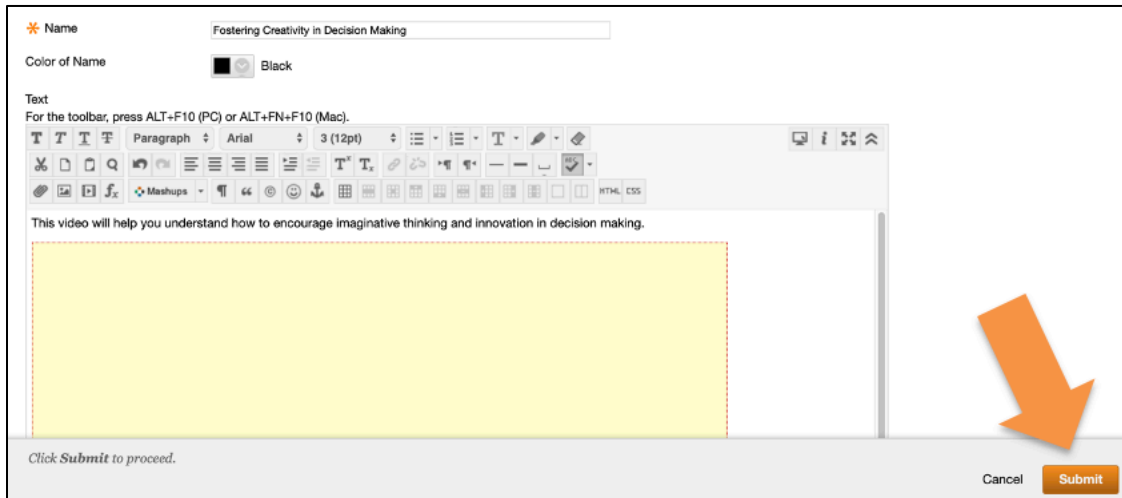 Name Fostering Creativity in Decision Making
Color of Name Black
Text
For the toolbar, press ALT+F10 (PC) or ALT+FN+F10 (Mac).
T T T T Paragraph Arial 3 (12pt) T i
T× T× ABC
fx Mashups ¶ “ © HTML CSS
This video will help you understand how to encourage imaginative thinking and innovation in decision making.
Click Submit to proceed.
Cancel Submit